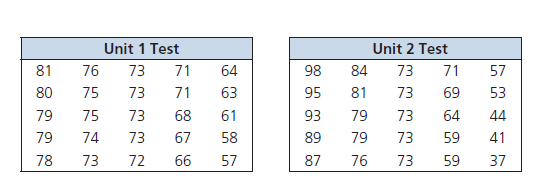 Unit 1 Test
81 76 73 71 64
80 75 73 71 63
79 75 73 68 61
79 74 73 67 58
78 73 72 66 57
Unit 2 Test
98 84 73 71 57
95 81 73 69 53
93 79 73 64 44
89 79 73 59 41
87 76 73 59 37